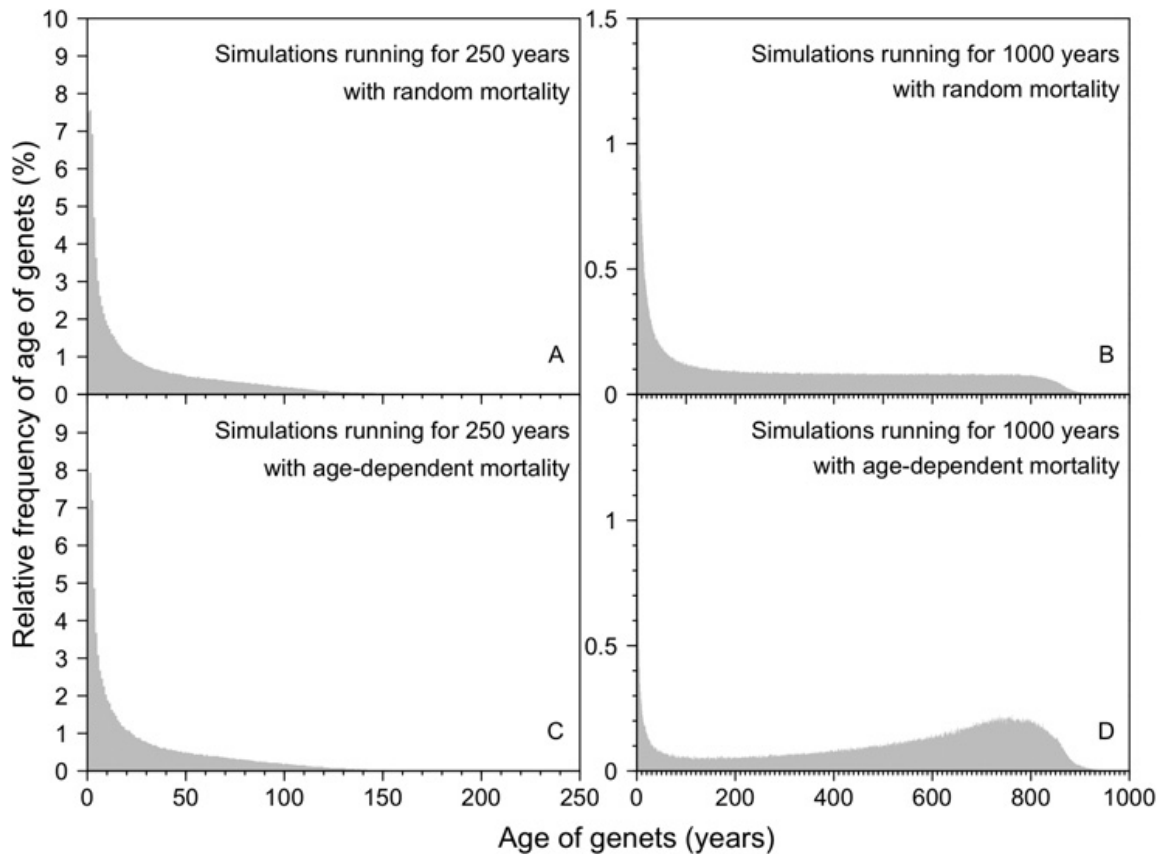 Relative frequency of age of genets (%)
10
9
8
7
6
5
4
3
2
1
0
Simulations running for 250 years
with random mortality
A
1.5
1
0.5
0
Simulations running for 1000 years
with random mortality
B
9
8
7
6
5
4
3
2
1
0
Simulations running for 250 years
with age-dependent mortality
C
0 50 100 150 200 250
1
0.5
0
Simulations running for 1000 years
with age-dependent mortality
D
0 200 400 600 800 1000
Age of genets (years)